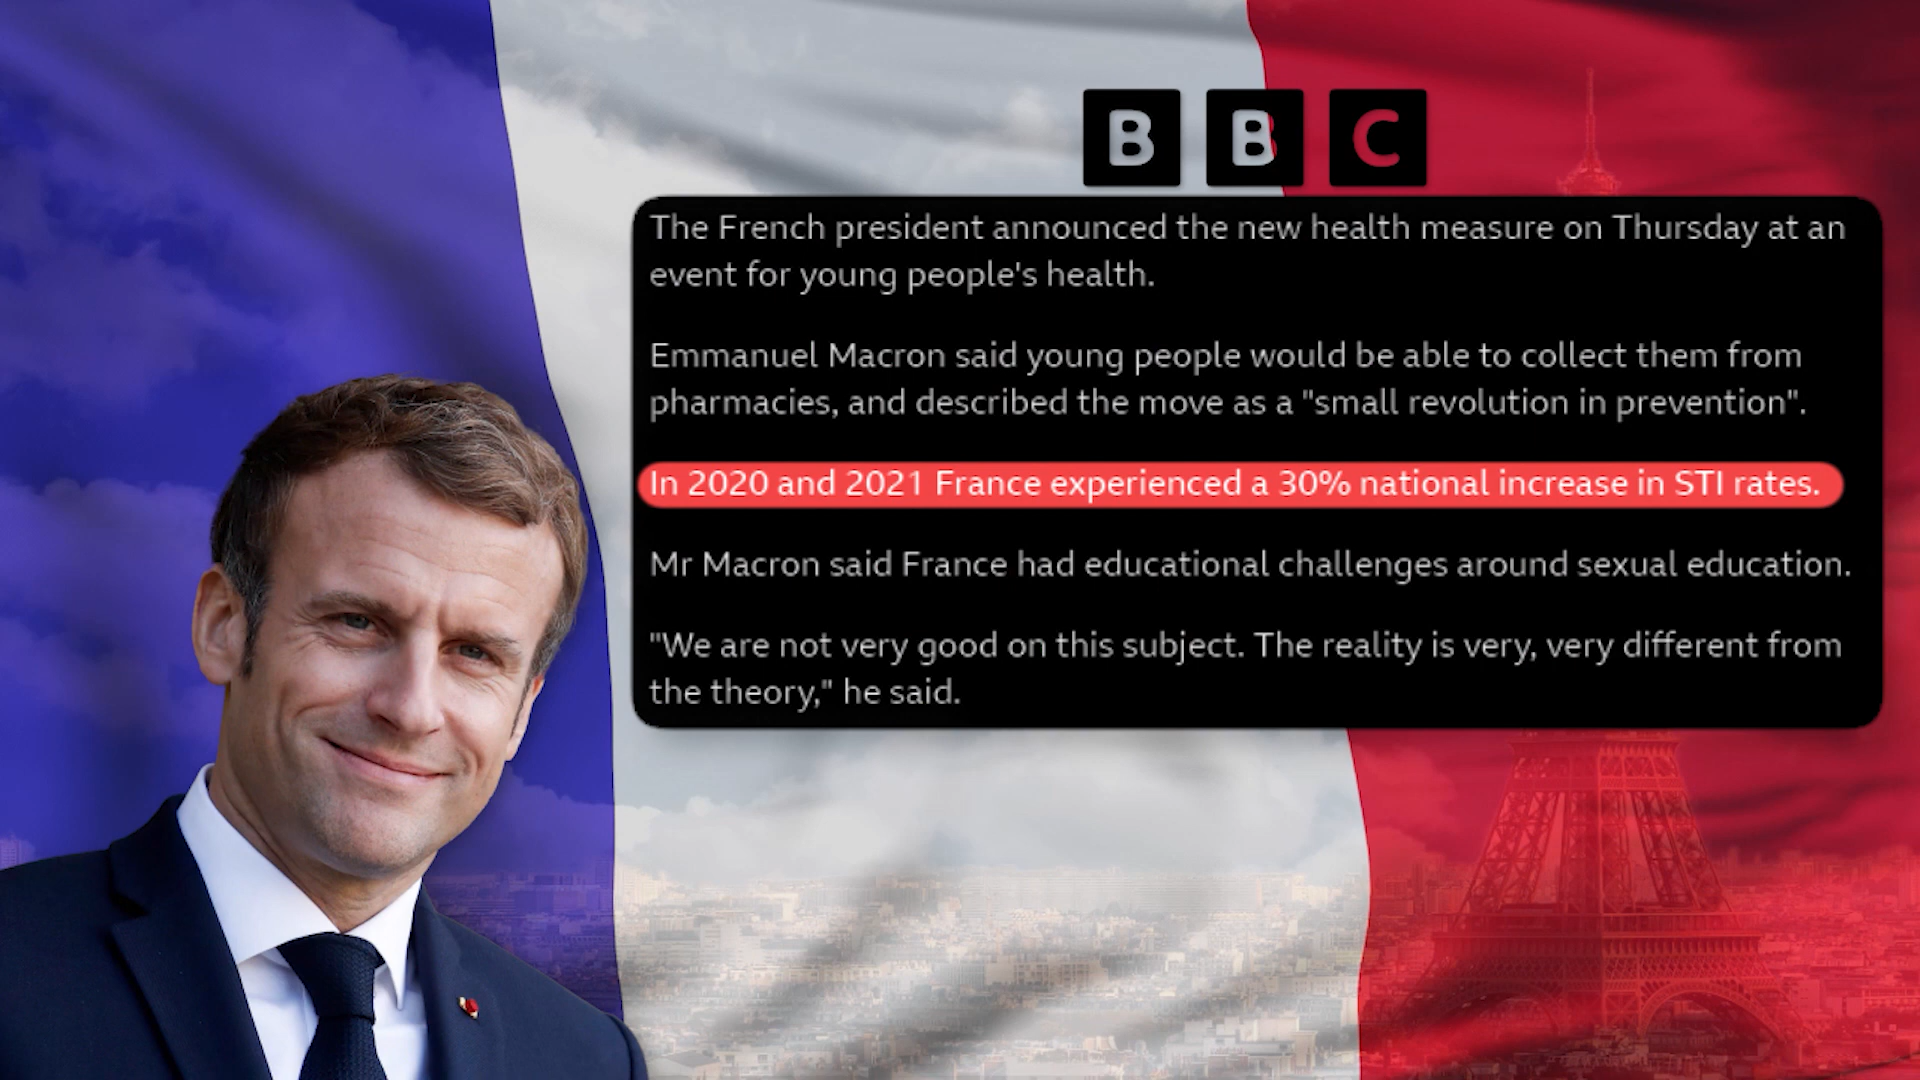 BBC
The French president announced the new health measure on Thursday at an
event for young people's health.
Emmanuel Macron said young people would be able to collect them from
pharmacies, and described the move as a "small revolution in prevention".
In 2020 and 2021 France experienced a 30% national increase in STI rates.
Mr Macron said France had educational challenges around sexual education.
"We are not very good on this subject. The reality is very, very different from
the theory," he said.